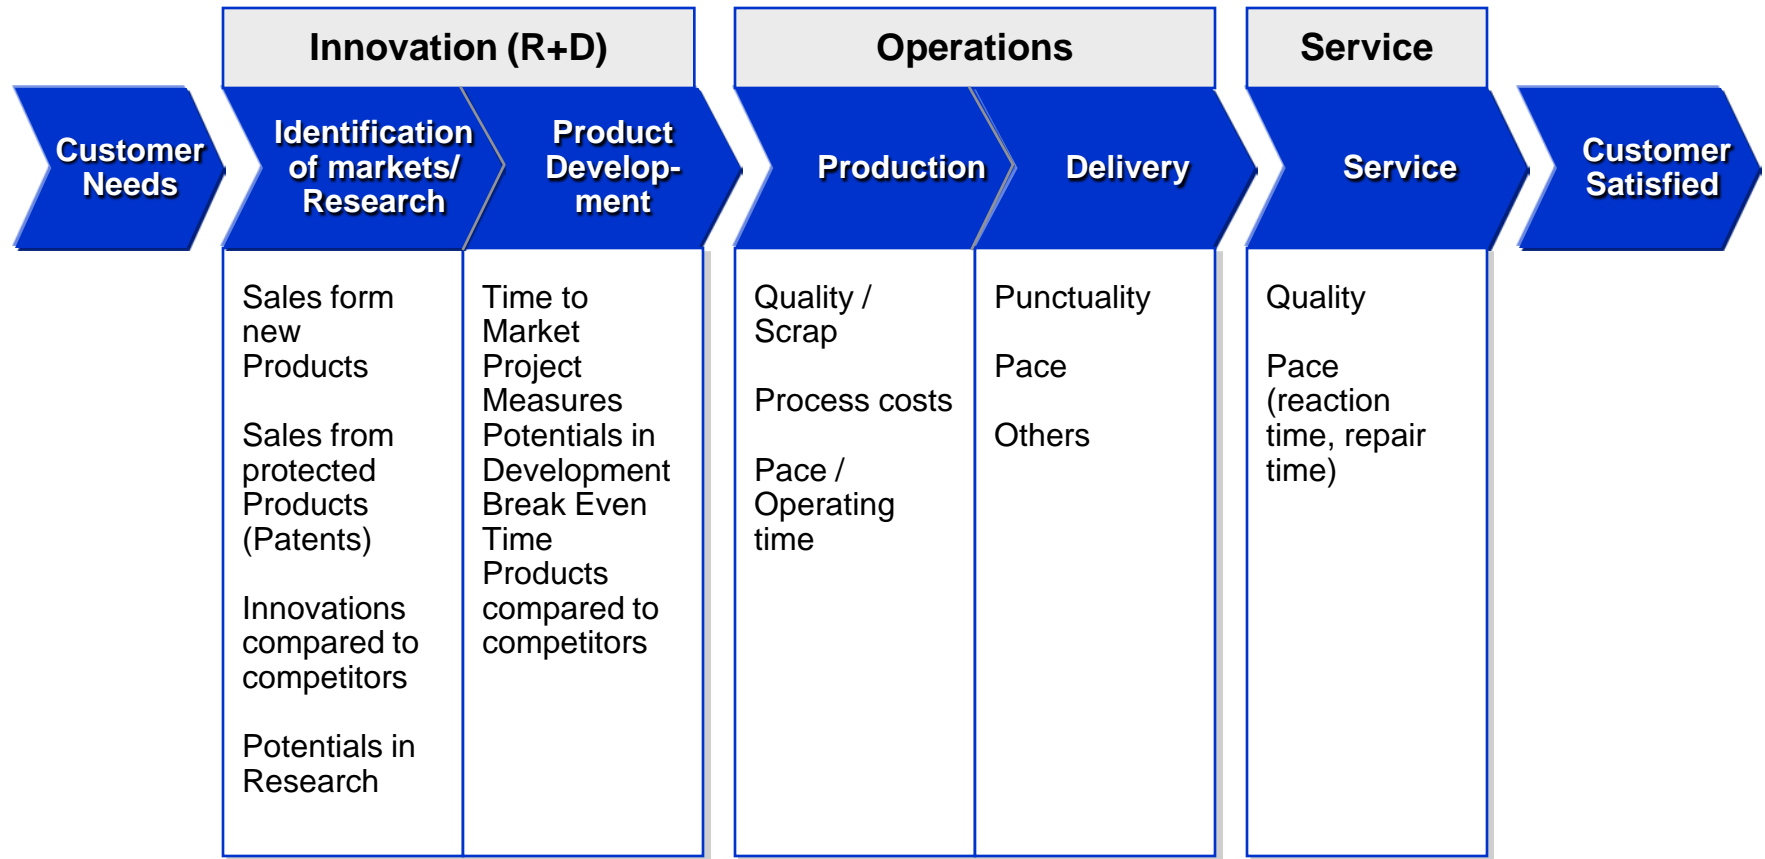 Innovation (R+D)
Operations
Service
Customer
Needs
Identification
of markets/
Research
Product
Develop-
ment
Production
Delivery
Service
Customer
Satisfied
Sales form
new
Products
Sales from
protected
Products
(Patents)
Innovations
compared to
competitors
Potentials in
Research
Time to
Market
Project
Measures
Potentials in
Development
Break Even
Time
Products
compared to
competitors
Quality /
Scrap
Process costs
Pace /
Operating
time
Punctuality
Pace
Others
Quality
Pace
(reaction
time, repair
time)